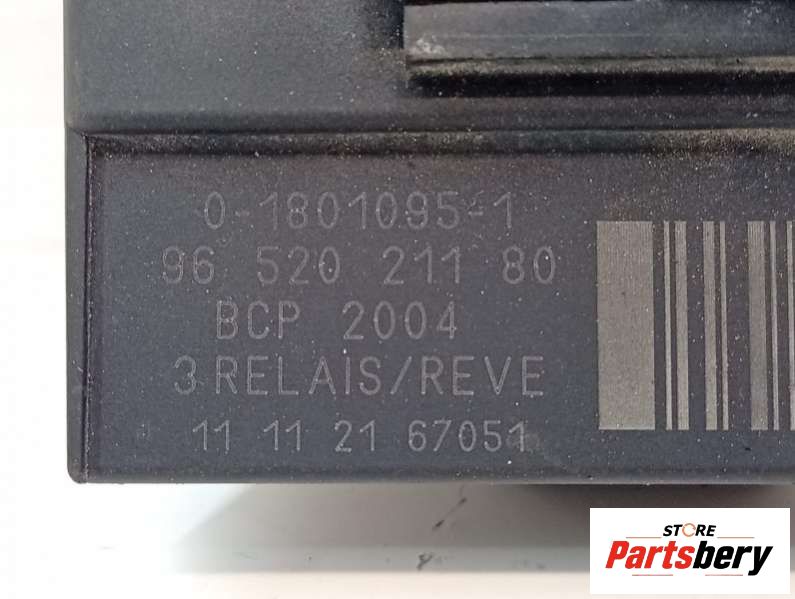 0-1801095-1
96 520 211 80
BCP 2004
3 RELAIS/REVE
11 11 21 67051
STORE
Partsbery